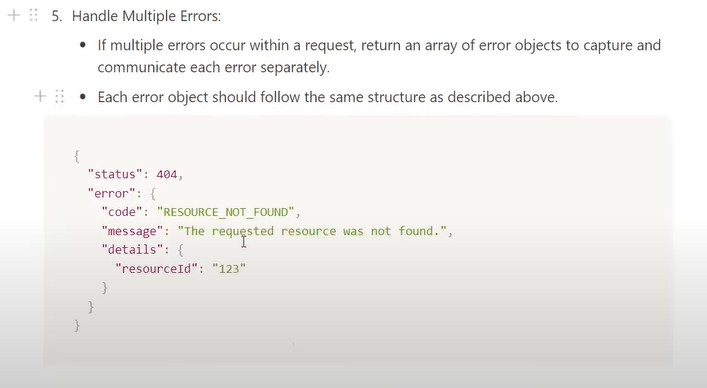 5. Handle Multiple Errors:
• If multiple errors occur within a request, return an array of error objects to capture and
communicate each error separately.
• Each error object should follow the same structure as described above.
{
"status": 404,
"error": {
"code": "RESOURCE_NOT_FOUND",
"message": "The requested resource was not found.",
"details": {
"resourceId": "123"
}
}
}